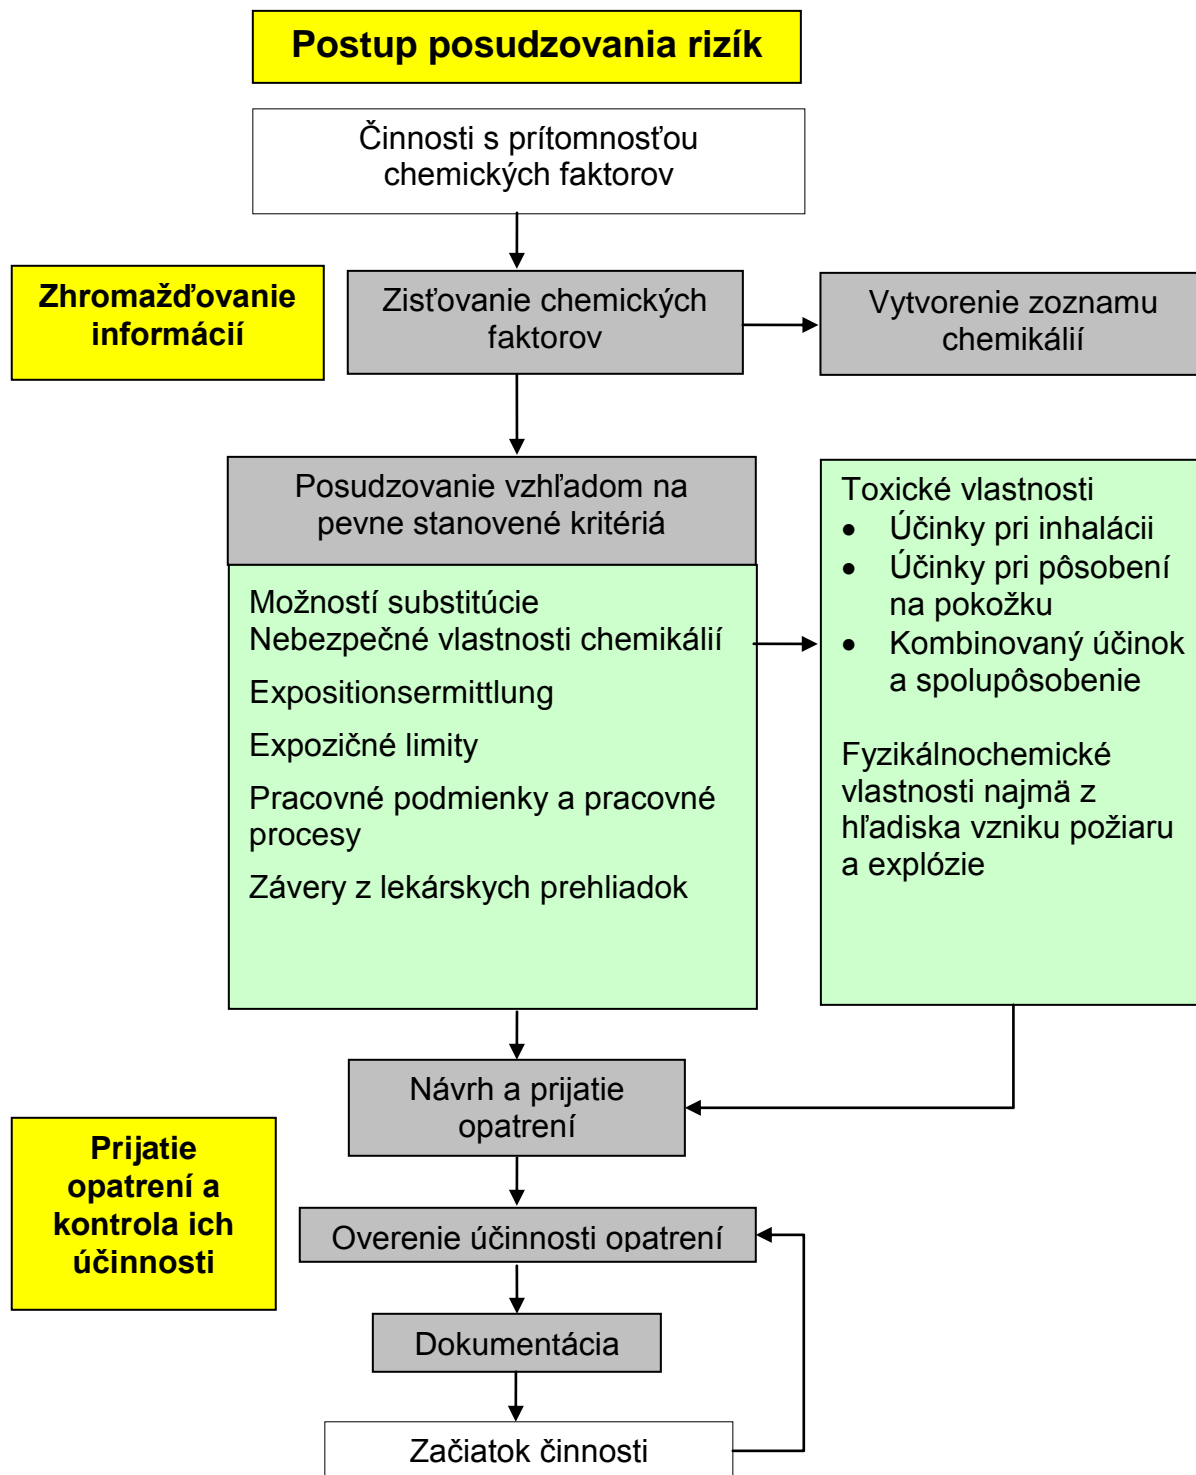 Postup posudzovania rizík
Činnosti s prítomnosťou
chemických faktorov
Zhromažďovanie
informácií
Zisťovanie chemických
faktorov
Vytvorenie zoznamu
chemikálií
Posudzovanie vzhľadom na
pevne stanovené kritériá
Možností substitúcie
Nebezpečné vlastnosti chemikálií
Expositionsermittlung
Expozičné limity
Pracovné podmienky a pracovné
procesy
Závery z lekárskych prehliadok
Toxické vlastnosti
• Účinky pri inhalácii
• Účinky pri pôsobení
na pokožku
• Kombinovaný účinok
a spolupôsobenie
Fyzikálnochemické
vlastnosti najmä z
hľadiska vzniku požiaru
a explózie
Návrh a prijatie
opatrení
Prijatie
opatrení a
kontrola ich
účinnosti
Overenie účinnosti opatrení
Dokumentácia
Začiatok činnosti